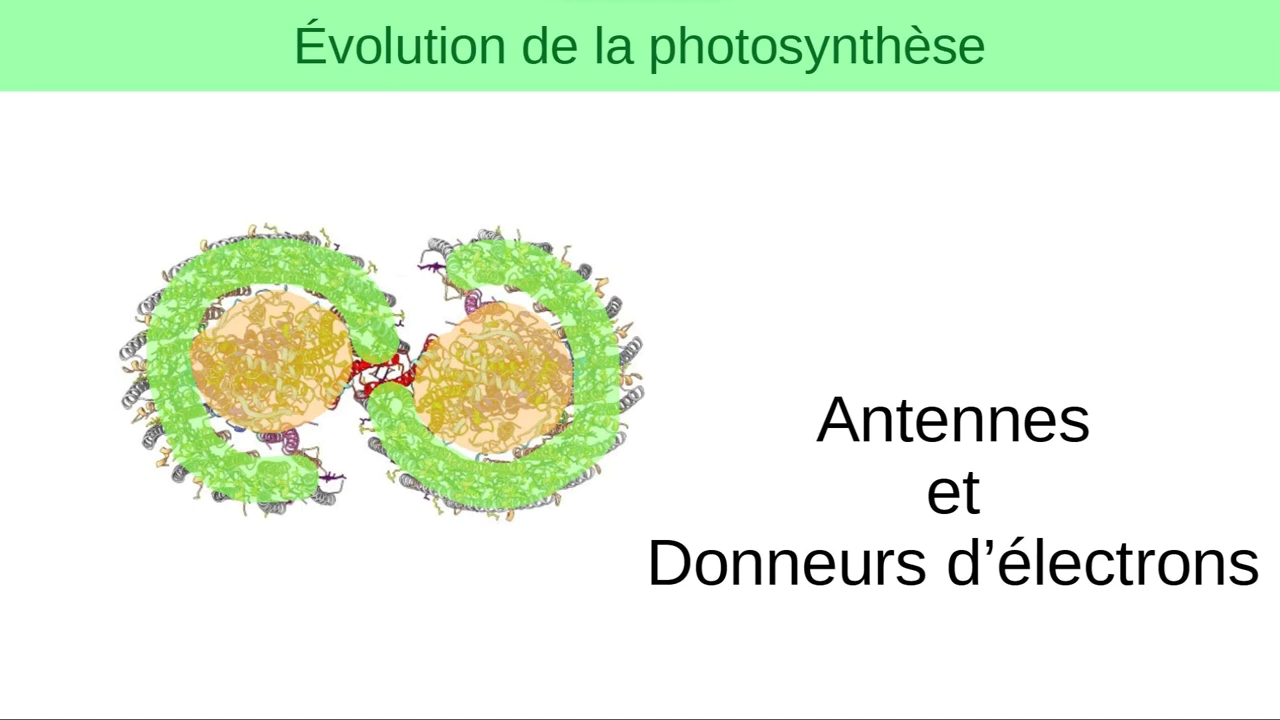 Évolution de la photosynthèse
Antennes
et
Donneurs d’électrons